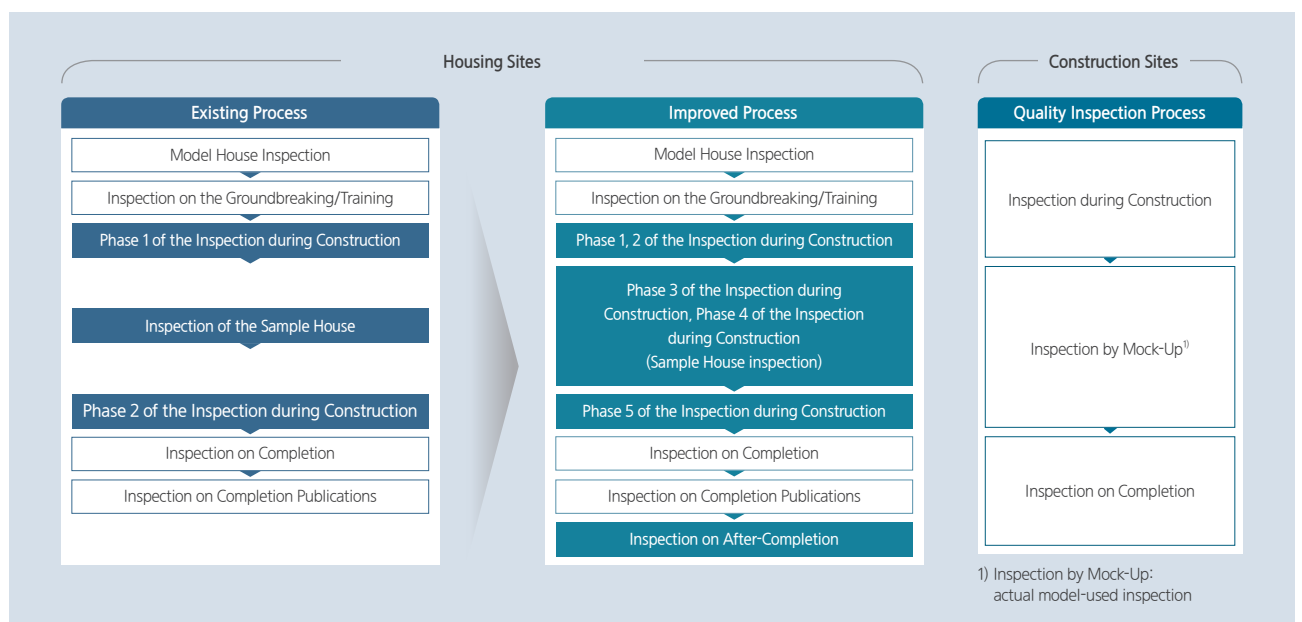 Housing Sites
Construction Sites
Existing Process
Model House Inspection
Inspection on the Groundbreaking/Training
Phase 1 of the Inspection during Construction
Inspection of the Sample House
Phase 2 of the Inspection during Construction
Inspection on Completion
Inspection on Completion Publications
Improved Process
Model House Inspection
Inspection on the Groundbreaking/Training
Phase 1, 2 of the Inspection during Construction
Phase 3 of the Inspection during
Construction, Phase 4 of the Inspection
during Construction
(Sample House inspection)
Phase 5 of the Inspection during Construction
Inspection on Completion
Inspection on Completion Publications
Inspection on After-Completion
Quality Inspection Process
Inspection during Construction
Inspection by Mock-Up1)
Inspection on Completion
1) Inspection by Mock-Up:
actual model-used inspection